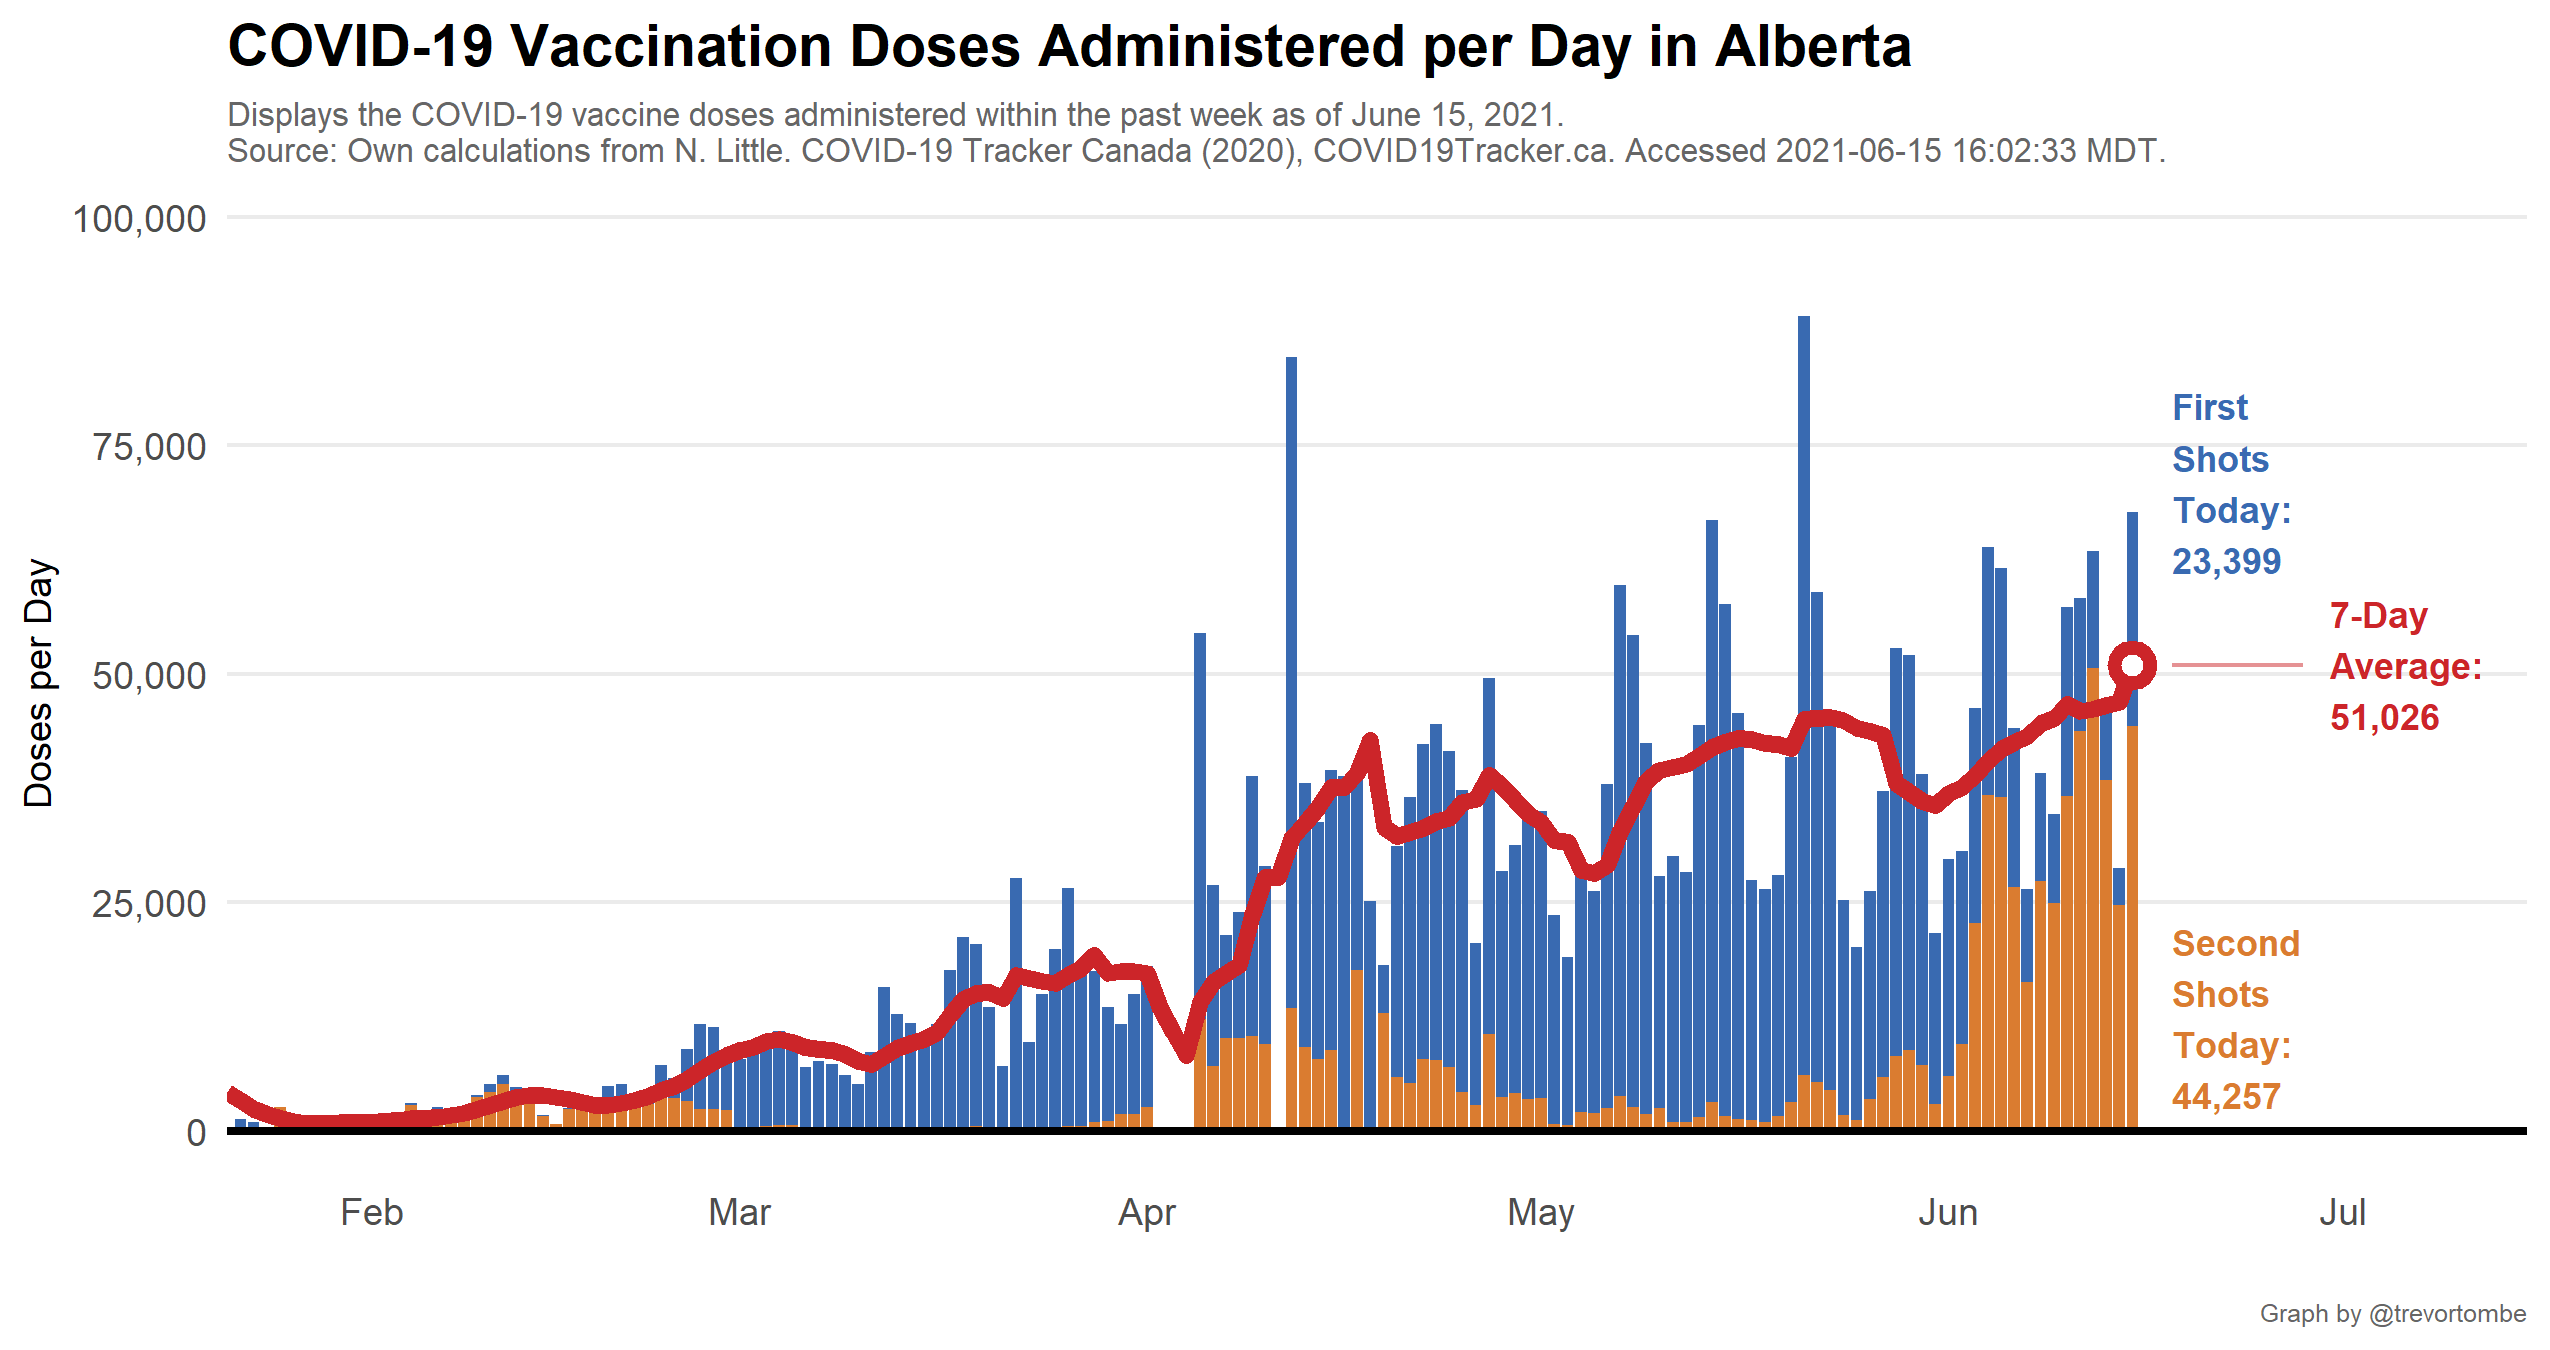 COVID-19 Vaccination Doses Administered per Day in Alberta
Displays the COVID-19 vaccine doses administered within the past week as of June 15, 2021.
Source: Own calculations from N. Little. COVID-19 Tracker Canada (2020), COVID19Tracker.ca. Accessed 2021-06-15 16:02:33 MDT.
Doses per Day
100,000
75,000
50,000
25,000
0
First
Shots
Today:
23,399
7-Day
Average:
51,026
Second
Shots
Today:
44,257
Feb
Mar
Apr
May
Jun
Jul
Graph by @trevortombe